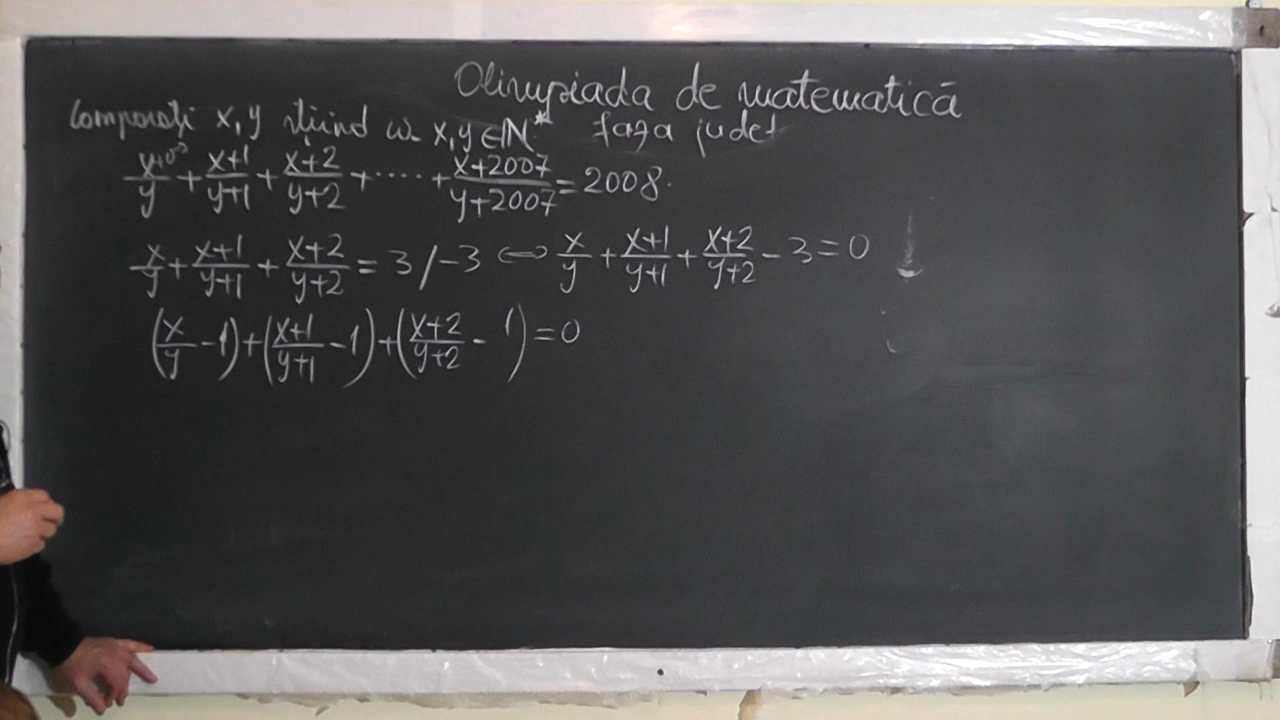 Olimpiada de matematică
Comparați x, y știind că x, y ∈ ℕ* faza județ
x+0/y + x+1/y+1 + x+2/y+2 + ..... + x+2007/y+2007 = 2008.
x/y + x+1/y+1 + x+2/y+2 = 3 / -3 ⇔ x/y + x+1/y+1 + x+2/y+2 - 3 = 0
(x/y - 1) + (x+1/y+1 - 1) + (x+2/y+2 - 1) = 0